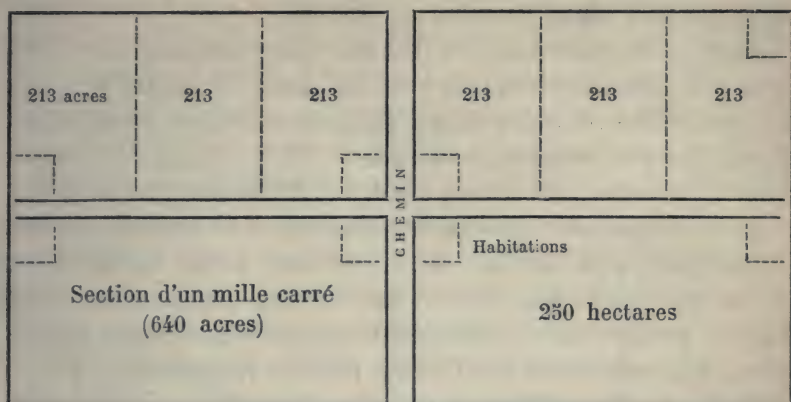 213 acres 213 213 213 213 213
CHEMIN
Habitations
Section d'un mille carré
(640 acres)
250 hectares